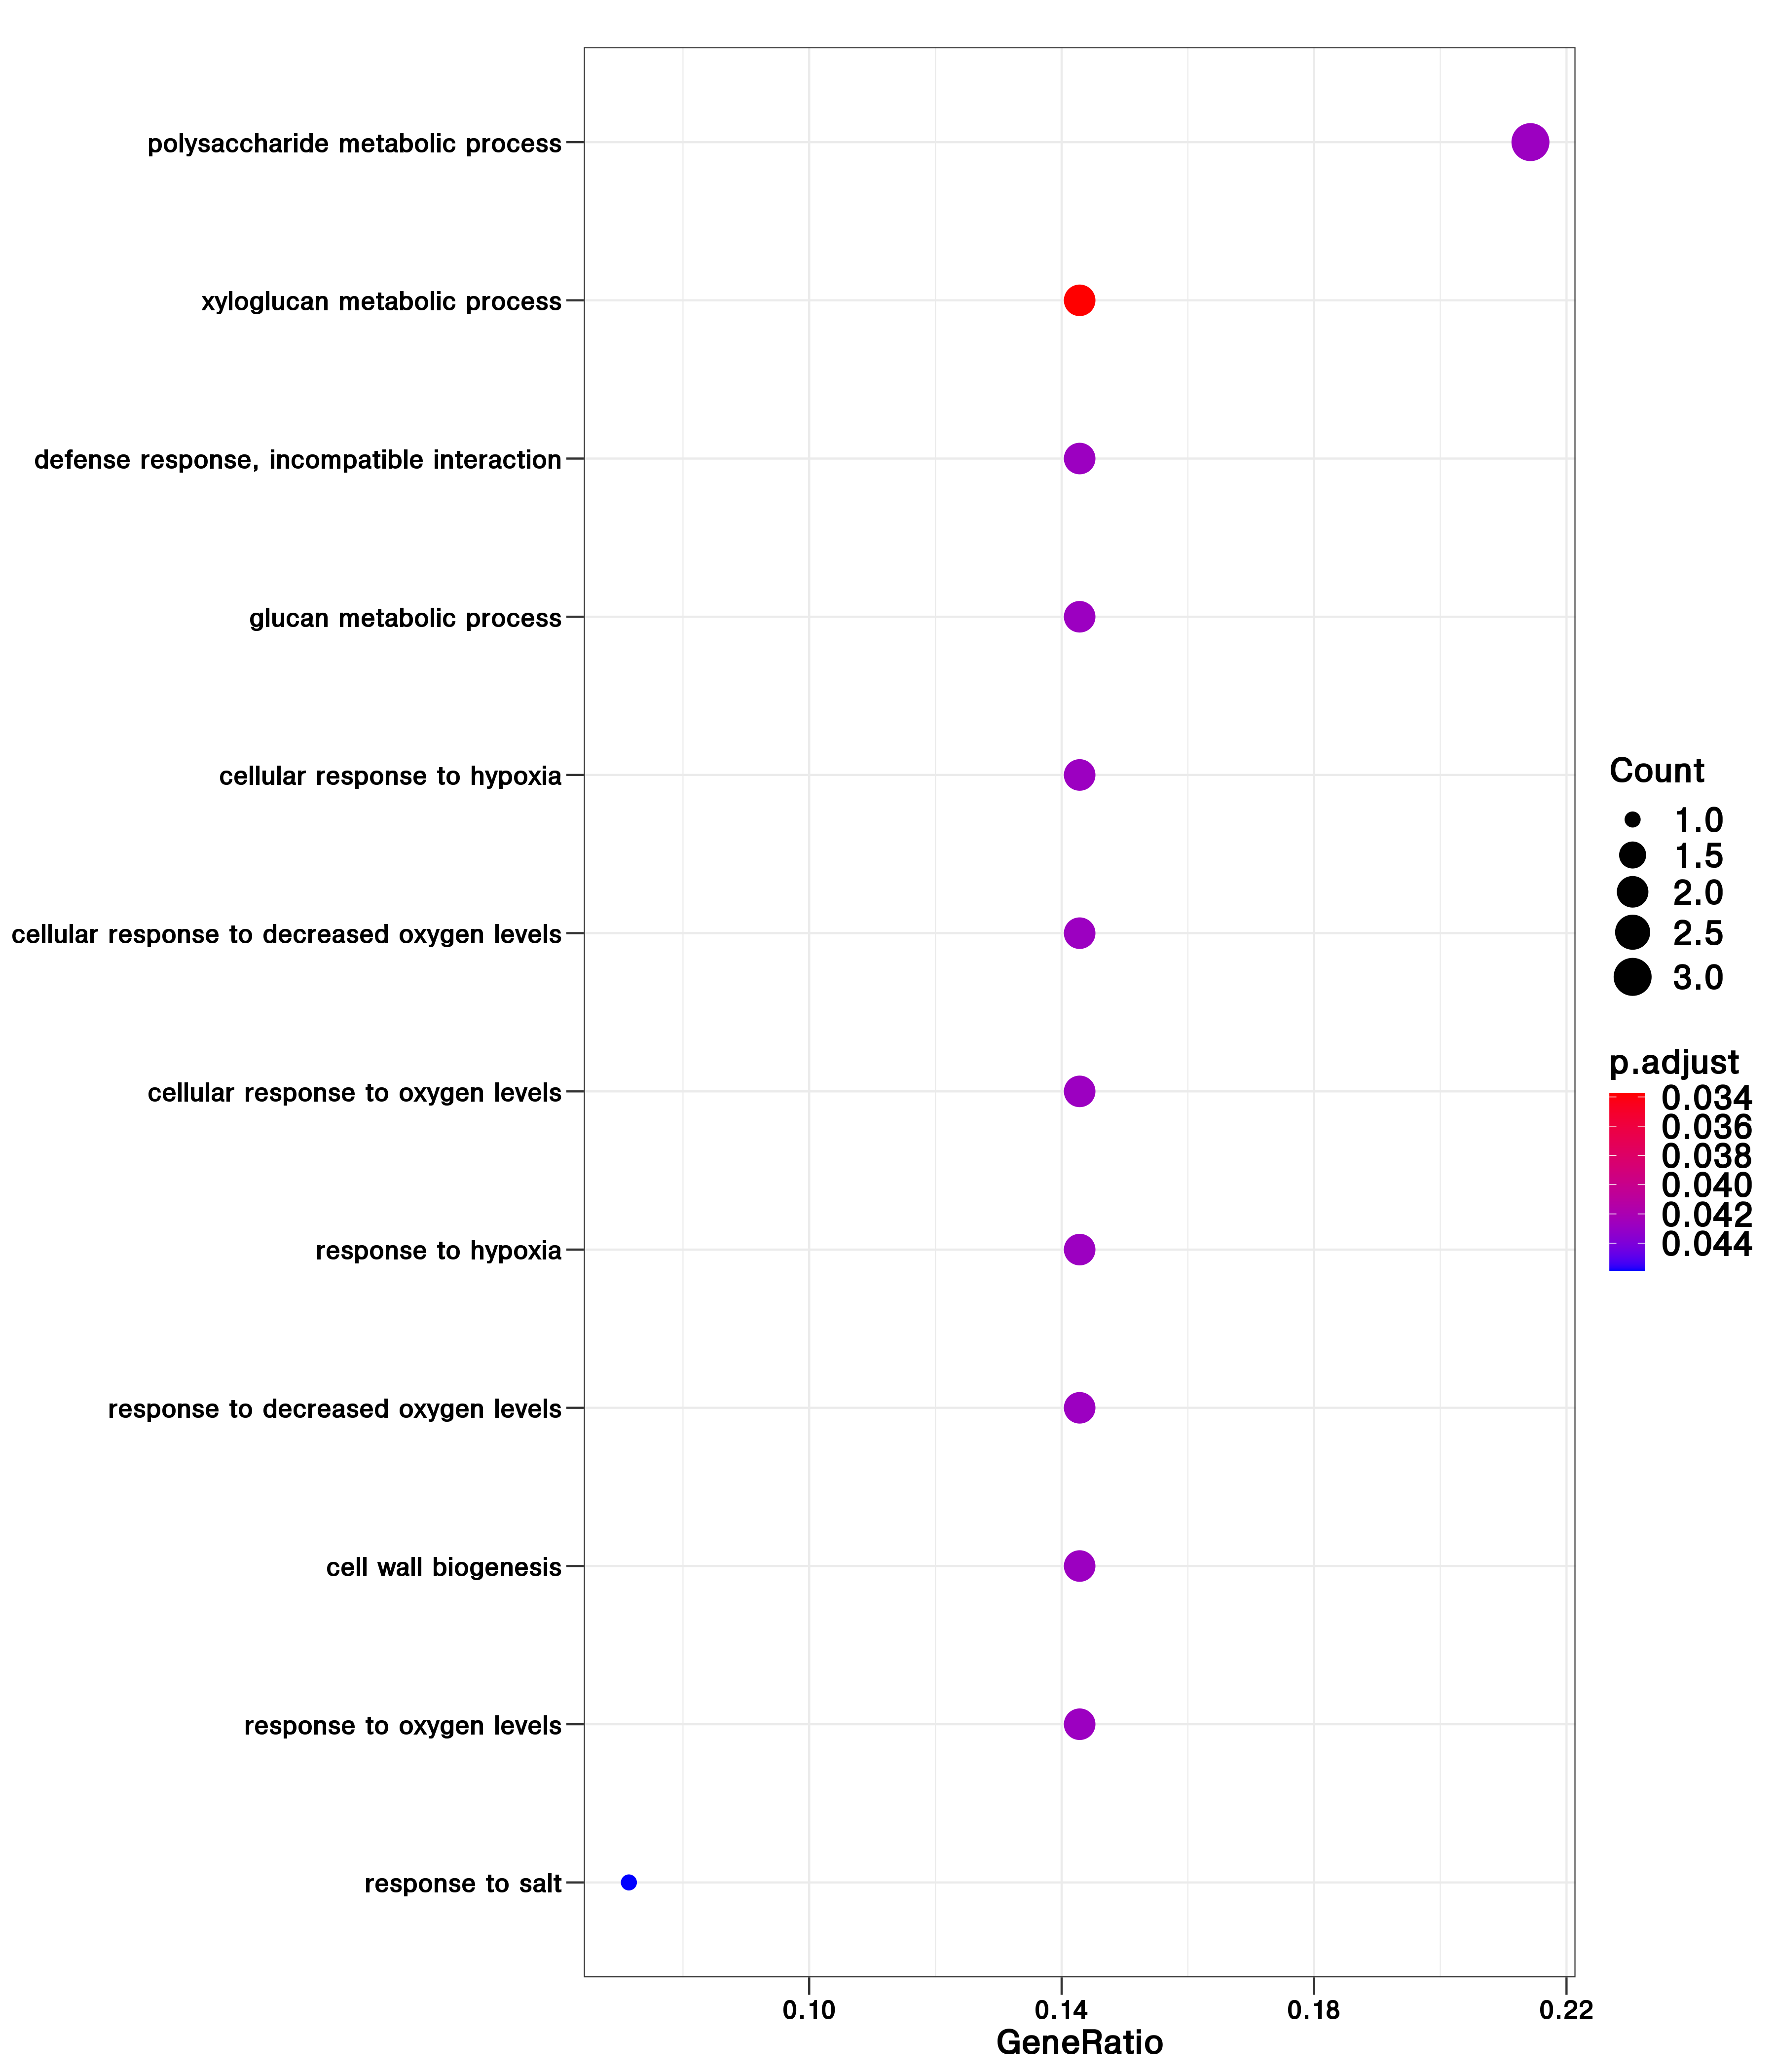 polysaccharide metabolic process
xyloglucan metabolic process
defense response, incompatible interaction
glucan metabolic process
cellular response to hypoxia
cellular response to decreased oxygen levels
cellular response to oxygen levels
response to hypoxia
response to decreased oxygen levels
cell wall biogenesis
response to oxygen levels
response to salt
0.10 0.14 0.18 0.22
GeneRatio
Count
1.0
1.5
2.0
2.5
3.0
p.adjust
0.034
0.036
0.038
0.040
0.042
0.044